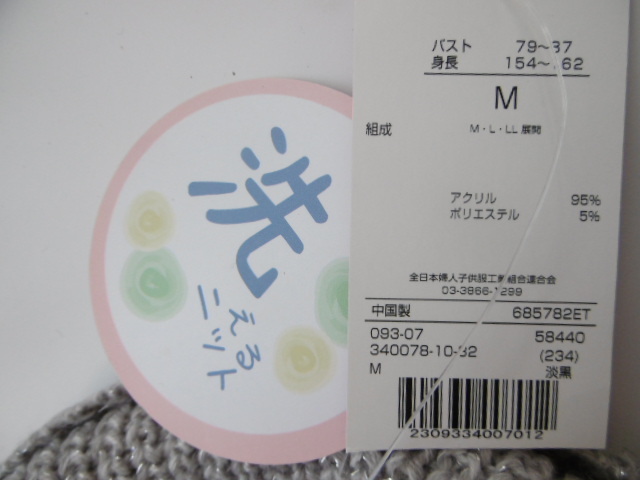 洗
える
ニット
バスト 79~87
身長 154~162
M
組成 M・L・LL 展開
アクリル 95%
ポリエステル 5%
全日本婦人子供服工業組合連合会
03-3866-1299
中国製 685782ET
093-07 58440
340078-10-32 (234)
M 淡黒
2309334007012